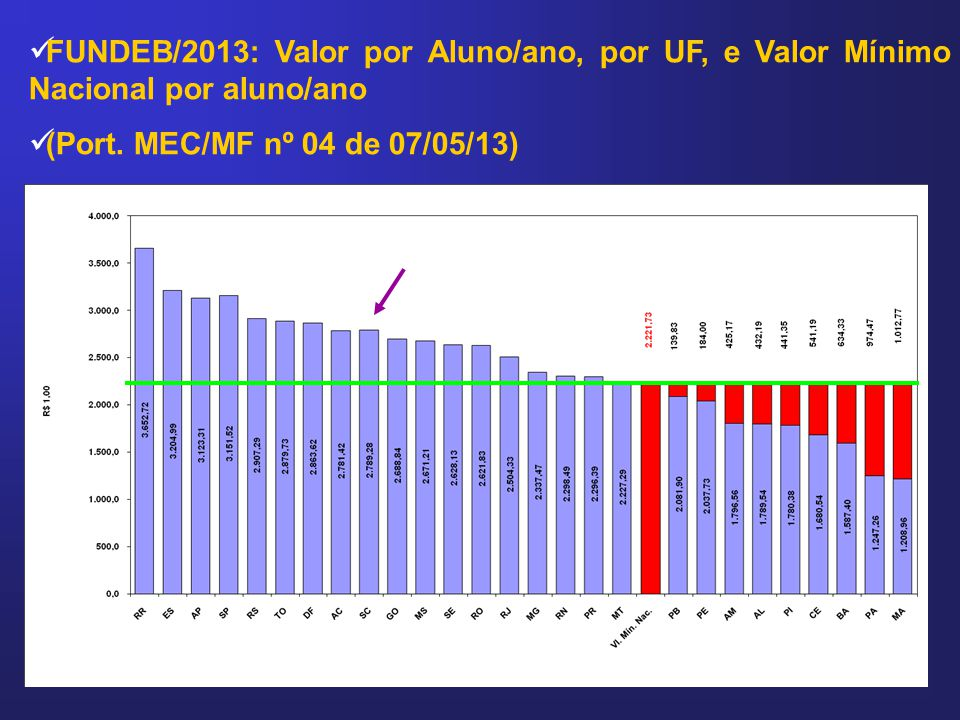 FUNDEB/2013: Valor por Aluno/ano, por UF, e Valor Mínimo
Nacional por aluno/ano
(Port. MEC/MF nº 04 de 07/05/13)
4.000,0
3.500,0
3.000,0
2.500,0
2.000,0
1.500,0
1.000,0
500,0
0,0
R$ 1,00
3.652,72
3.204,99
3.123,31
3.151,52
2.907,29
2.879,73
2.863,62
2.781,42
2.789,28
2.688,84
2.671,21
2.628,13
2.621,83
2.504,33
2.337,47
2.298,49
2.296,39
2.227,29
2.221,73
139,83
184,00
425,17
432,19
441,35
541,19
634,33
974,47
1.012,77
2.081,90
2.037,73
1.796,56
1.789,54
1.780,38
1.680,54
1.587,40
1.247,26
1.208,96
RR
ES
AP
SP
RS
TO
DF
AC
SC
GO
MS
SE
RO
RJ
MG
RN
PR
MT
Vl. Mín. Nac.
PB
PE
AM
AL
PI
CE
BA
PA
MA